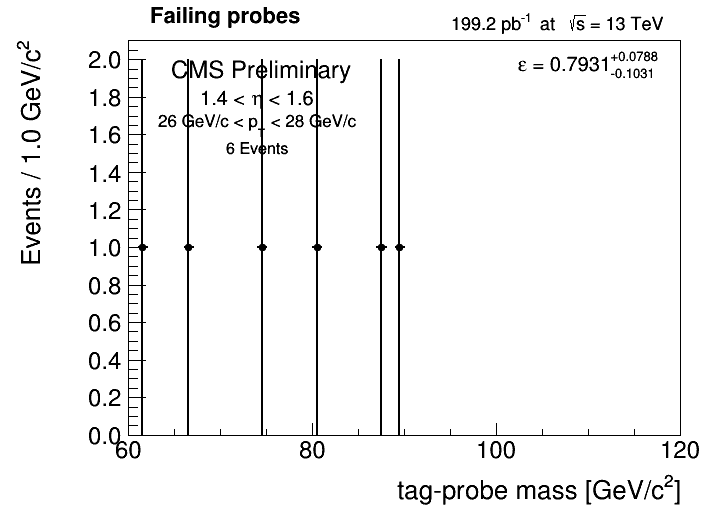 Failing probes
199.2 pb⁻¹ at √s = 13 TeV
CMS Preliminary
ε = 0.7931 +0.0788 -0.1031
1.4 < η < 1.6
26 GeV/c < p_T < 28 GeV/c
6 Events
Events / 1.0 GeV/c²
2.0
1.8
1.6
1.4
1.2
1.0
0.8
0.6
0.4
0.2
0.0
60 80 100 120
tag-probe mass [GeV/c²]